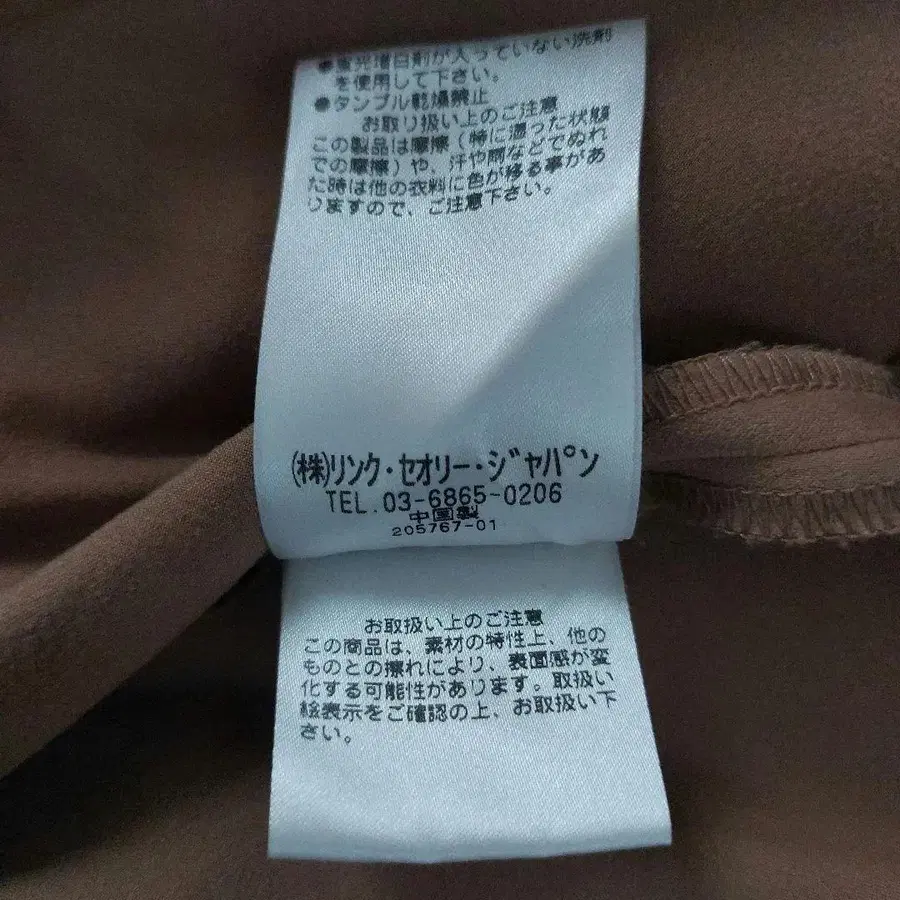 ●蛍光増白剤が入っていない洗剤
を使用して下さい。
●タンブル乾燥禁止
お取り扱い上のご注意
この製品は摩擦(特に湿った状態
での摩擦)や、汗や雨などでぬれ
た時は他の衣料に色が移る事があ
りますので、ご注意下さい。
(株)リンク・セオリー・ジャパン
TEL.03-6865-0206
中国製
205767-01
お取扱い上のご注意
この商品は、素材の特性上、他の
ものとの擦れにより、表面感が変
化する可能性があります。取扱い
絵表示をご確認の上、お取扱い下
さい。